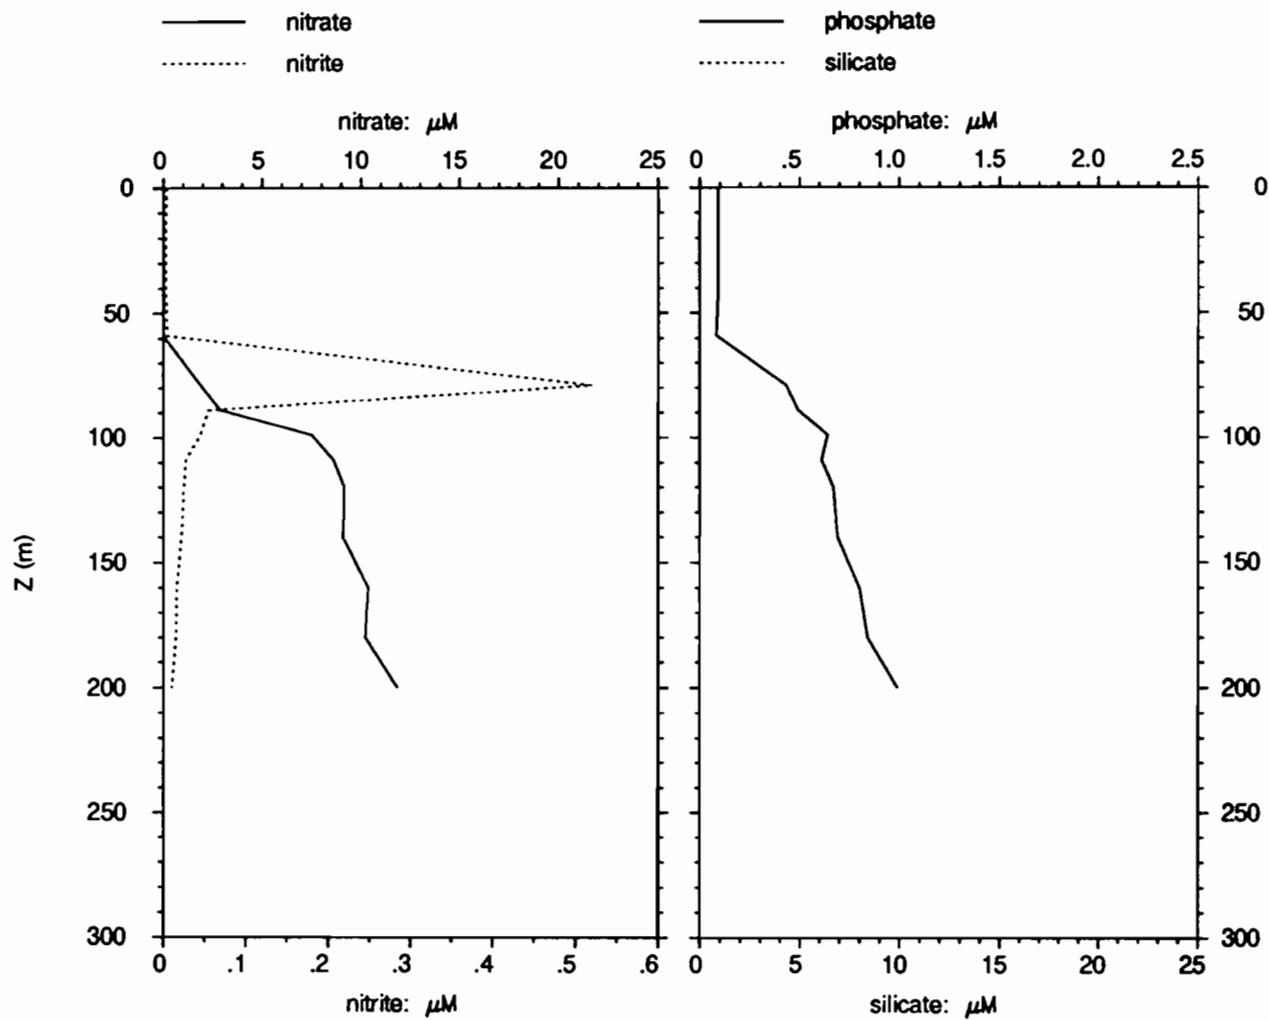 nitrate
nitrite
phosphate
silicate
nitrate: μM
phosphate: μM
0 5 10 15 20 25
0 .5 1.0 1.5 2.0 2.5
0
50
100
150
200
250
300
Z (m)
0
50
100
150
200
250
300
0 .1 .2 .3 .4 .5 .6
0 5 10 15 20 25
nitrite: μM
silicate: μM